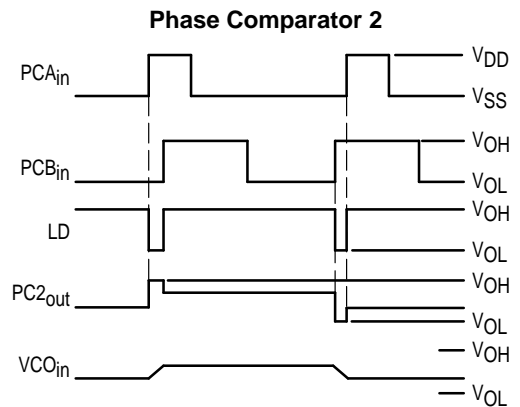 Phase Comparator 2
PCAin
VDD
VSS
PCBin
VOH
VOL
LD
VOH
VOL
PC2out
VOH
VOL
VCOin
VOH
VOL